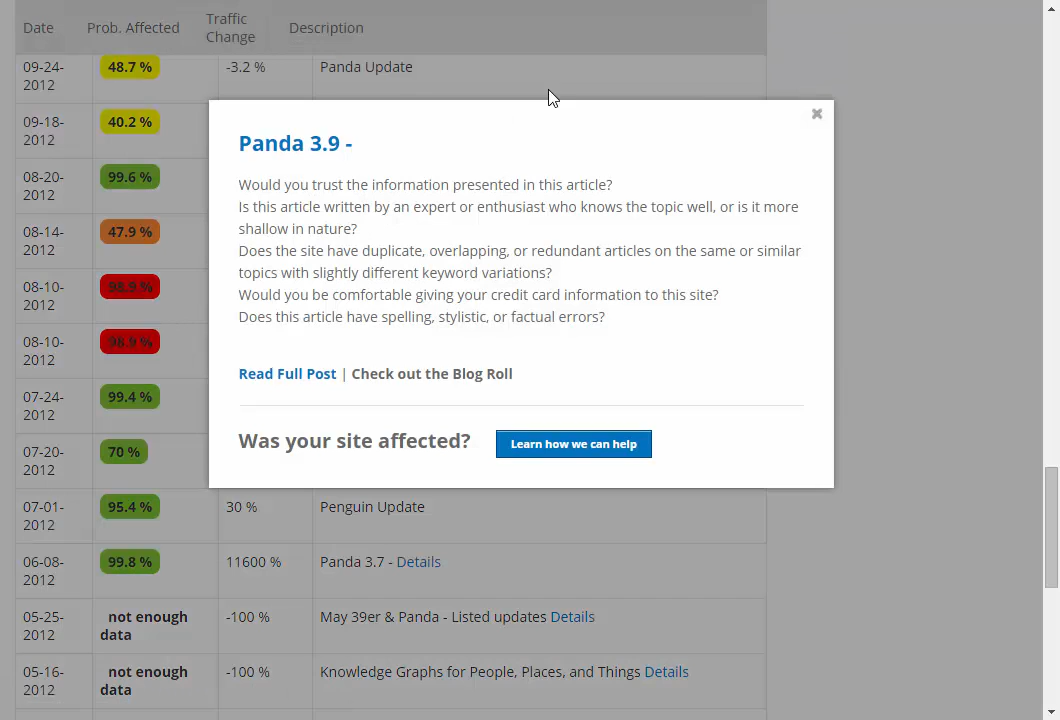 Date Prob. Affected Traffic Change Description
09-24-2012 48.7 % -3.2 % Panda Update
09-18-2012 40.2 %
08-20-2012 99.6 %
08-14-2012 47.9 %
08-10-2012 98.9 %
08-10-2012 98.9 %
07-24-2012 99.4 %
07-20-2012 70 %
Panda 3.9 -
Would you trust the information presented in this article?
Is this article written by an expert or enthusiast who knows the topic well, or is it more
shallow in nature?
Does the site have duplicate, overlapping, or redundant articles on the same or similar
topics with slightly different keyword variations?
Would you be comfortable giving your credit card information to this site?
Does this article have spelling, stylistic, or factual errors?
Read Full Post | Check out the Blog Roll
Was your site affected? Learn how we can help
07-01-2012 95.4 % 30 % Penguin Update
06-08-2012 99.8 % 11600 % Panda 3.7 - Details
05-25-2012 not enough data -100 % May 39er & Panda - Listed updates Details
05-16-2012 not enough data -100 % Knowledge Graphs for People, Places, and Things Details